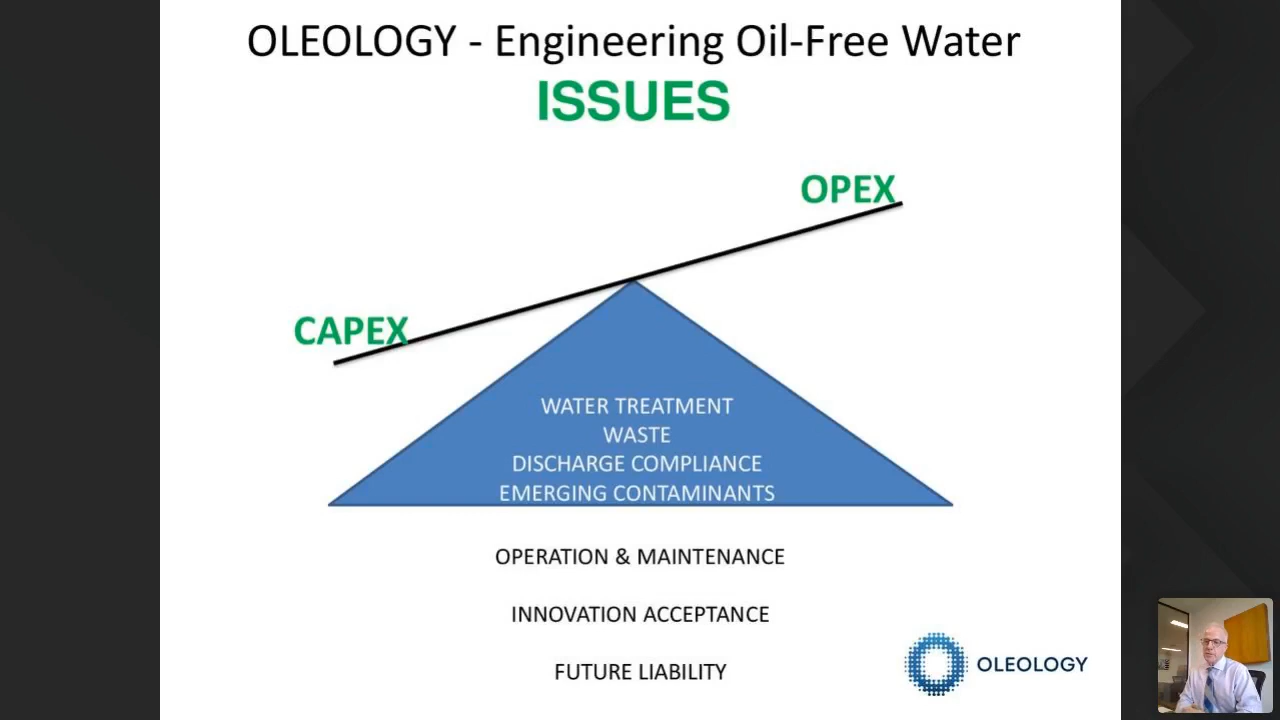 OLEOLOGY - Engineering Oil-Free Water
ISSUES
OPEX
CAPEX
WATER TREATMENT
WASTE
DISCHARGE COMPLIANCE
EMERGING CONTAMINANTS
OPERATION & MAINTENANCE
INNOVATION ACCEPTANCE
FUTURE LIABILITY
OLEOLOGY